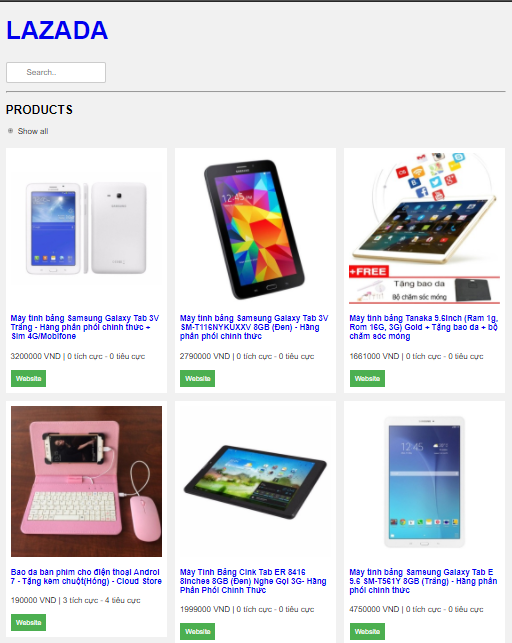 LAZADA
Search..
PRODUCTS
Show all
+FREE
Tặng bao da
Bộ chăm sóc móng
Máy tính bảng Samsung Galaxy Tab 3V
Trắng - Hàng phân phối chính thức +
Sim 4G/Mobifone
3200000 VND | 0 tích cực - 0 tiêu cực
Website
Máy tính bảng Samsung Galaxy Tab 3V
SM-T116NYKUXXV 8GB (Đen) - Hãng
phân phối chính thức
2790000 VND | 0 tích cực - 0 tiêu cực
Website
Máy tính bảng Tanaka 9.6inch (Ram 1g,
Rom 16G, 3G) Gold + Tặng bao da + bộ
chăm sóc móng
1661000 VND | 0 tích cực - 0 tiêu cực
Website
Bao da bàn phím cho điện thoại Androi
7 - Tặng kèm chuột(Hồng) - Cloud Store
190000 VND | 3 tích cực - 4 tiêu cực
Website
Máy Tính Bảng Cink Tab ER 8416
8inches 8GB (Đen) Nghe Gọi 3G- Hãng
Phân Phối Chính Thức
1999000 VND | 0 tích cực - 0 tiêu cực
Website
Máy tính bảng Samsung Galaxy Tab E
9.6 SM-T561Y 8GB (Trắng) - Hãng phân
phối chính thức
4750000 VND | 0 tích cực - 0 tiêu cực
Website